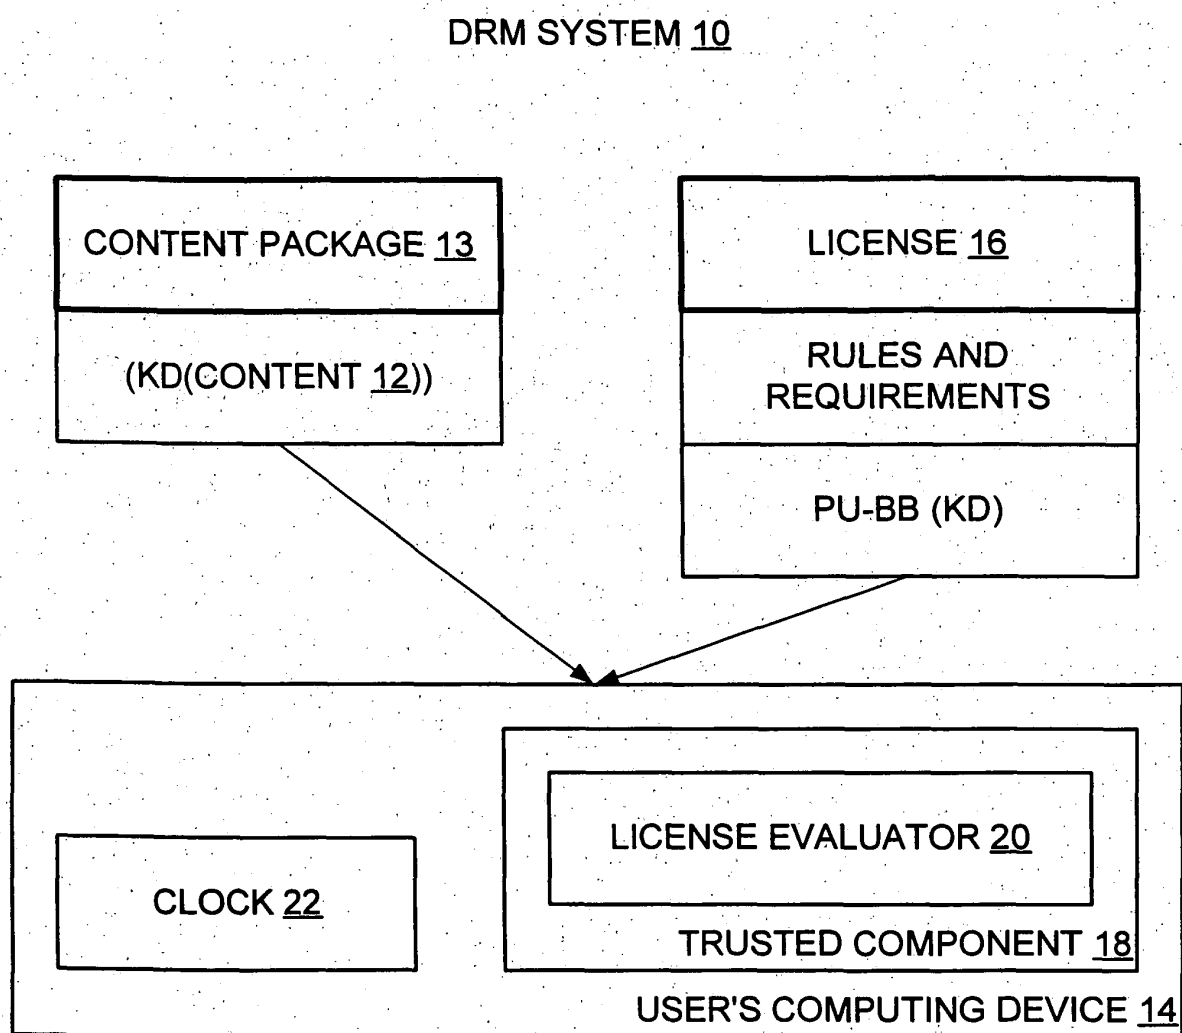 DRM SYSTEM 10
CONTENT PACKAGE 13
(KD(CONTENT 12))
LICENSE 16
RULES AND
REQUIREMENTS
PU-BB (KD)
CLOCK 22
LICENSE EVALUATOR 20
TRUSTED COMPONENT 18
USER'S COMPUTING DEVICE 14